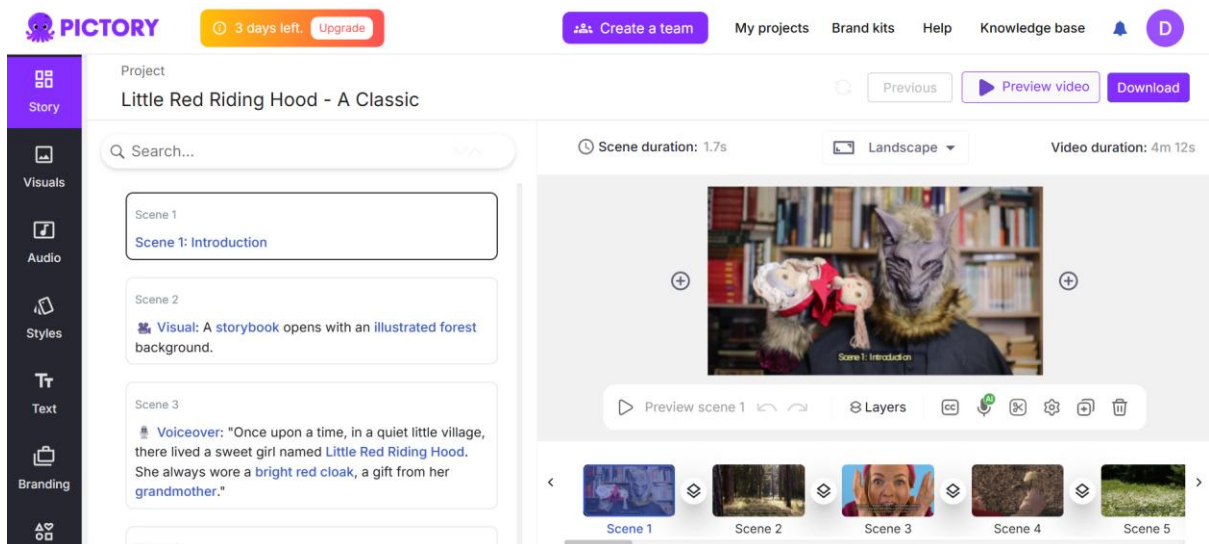 PICTORY
3 days left. Upgrade
Create a team
My projects
Brand kits
Help
Knowledge base
D
Story
Visuals
Audio
Styles
Text
Branding
Project
Little Red Riding Hood - A Classic
Previous
Preview video
Download
Search...
Scene 1
Scene 1: Introduction
Scene 2
Visual: A storybook opens with an illustrated forest
background.
Scene 3
Voiceover: "Once upon a time, in a quiet little village,
there lived a sweet girl named Little Red Riding Hood.
She always wore a bright red cloak, a gift from her
grandmother."
Scene duration: 1.7s
Landscape
Video duration: 4m 12s
Scene 1: Introduction
Preview scene 1
Layers
CC
AI
Scene 1
Scene 2
Scene 3
Scene 4
Scene 5